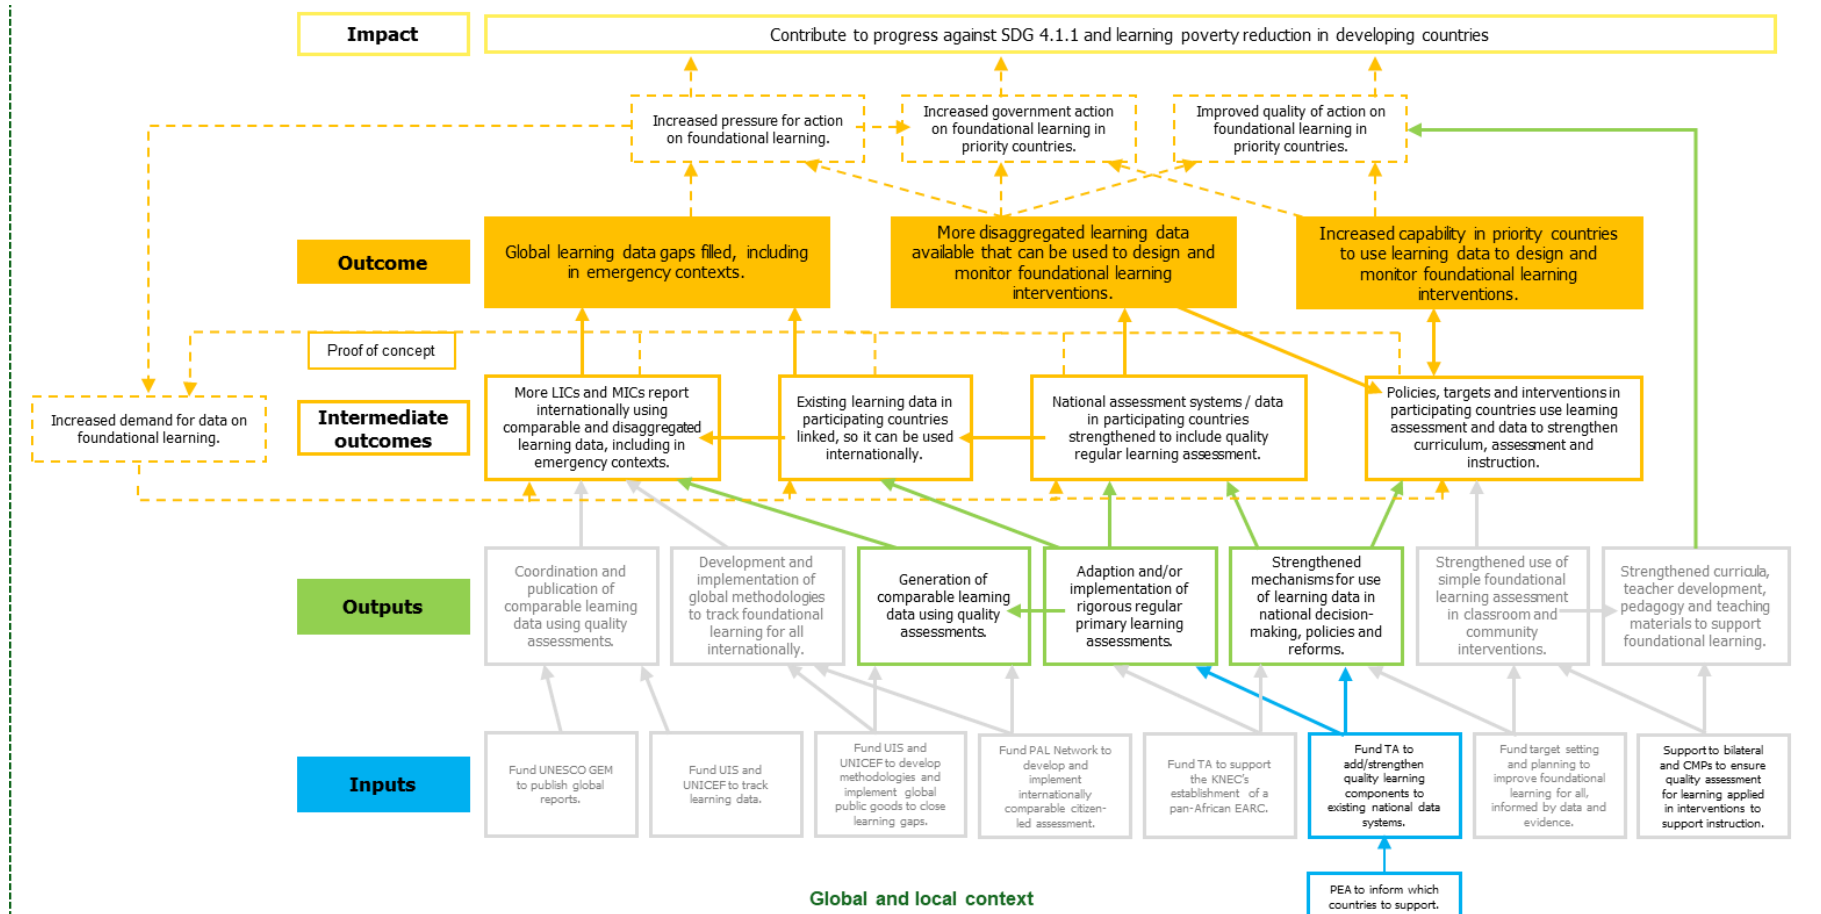 Impact
Contribute to progress against SDG 4.1.1 and learning poverty reduction in developing countries
Increased pressure for action
on foundational learning.
Increased government action
on foundational learning in
priority countries.
Improved quality of action on
foundational learning in
priority countries.
Outcome
Global learning data gaps filled, including
in emergency contexts.
More disaggregated learning data
available that can be used to design and
monitor foundational learning
interventions.
Increased capability in priority countries
to use learning data to design and
monitor foundational learning
interventions.
Proof of concept
Increased demand for data on
foundational learning.
Intermediate
outcomes
More LICs and MICs report
internationally using
comparable and disaggregated
learning data, including in
emergency contexts.
Existing learning data in
participating countries
linked, so it can be used
internationally.
National assessment systems / data
in participating countries
strengthened to include quality
regular learning assessment.
Policies, targets and interventions in
participating countries use learning
assessment and data to strengthen
curriculum, assessment and
instruction.
Outputs
Coordination and
publication of
comparable learning
data using quality
assessments.
Development and
implementation of
global methodologies
to track foundational
learning for all
internationally.
Generation of
comparable learning
data using quality
assessments.
Adaption and/or
implementation of
rigorous regular
primary learning
assessments.
Strengthened
mechanisms for use
of learning data in
national decision-
making, policies and
reforms.
Strengthened use of
simple foundational
learning assessment
in classroom and
community
interventions.
Strengthened curricula,
teacher development,
pedagogy and teaching
materials to support
foundational learning.
Inputs
Fund UNESCO GEM
to publish global
reports.
Fund UIS and
UNICEF to track
learning data.
Fund UIS and
UNICEF to develop
methodologies and
implement global
public goods to close
learning gaps.
Fund PAL Network to
develop and
implement
internationally
comparable citizen-
led assessment.
Fund TA to support
the KNEC's
establishment of a
pan-African EARC.
Fund TA to
add/strengthen
quality learning
components to
existing national data
systems.
Fund target setting
and planning to
improve foundational
learning for all,
informed by data and
evidence.
Support to bilateral
and CMPs to ensure
quality assessment
for learning applied
in interventions to
support instruction.
Global and local context
PEA to inform which
countries to support.